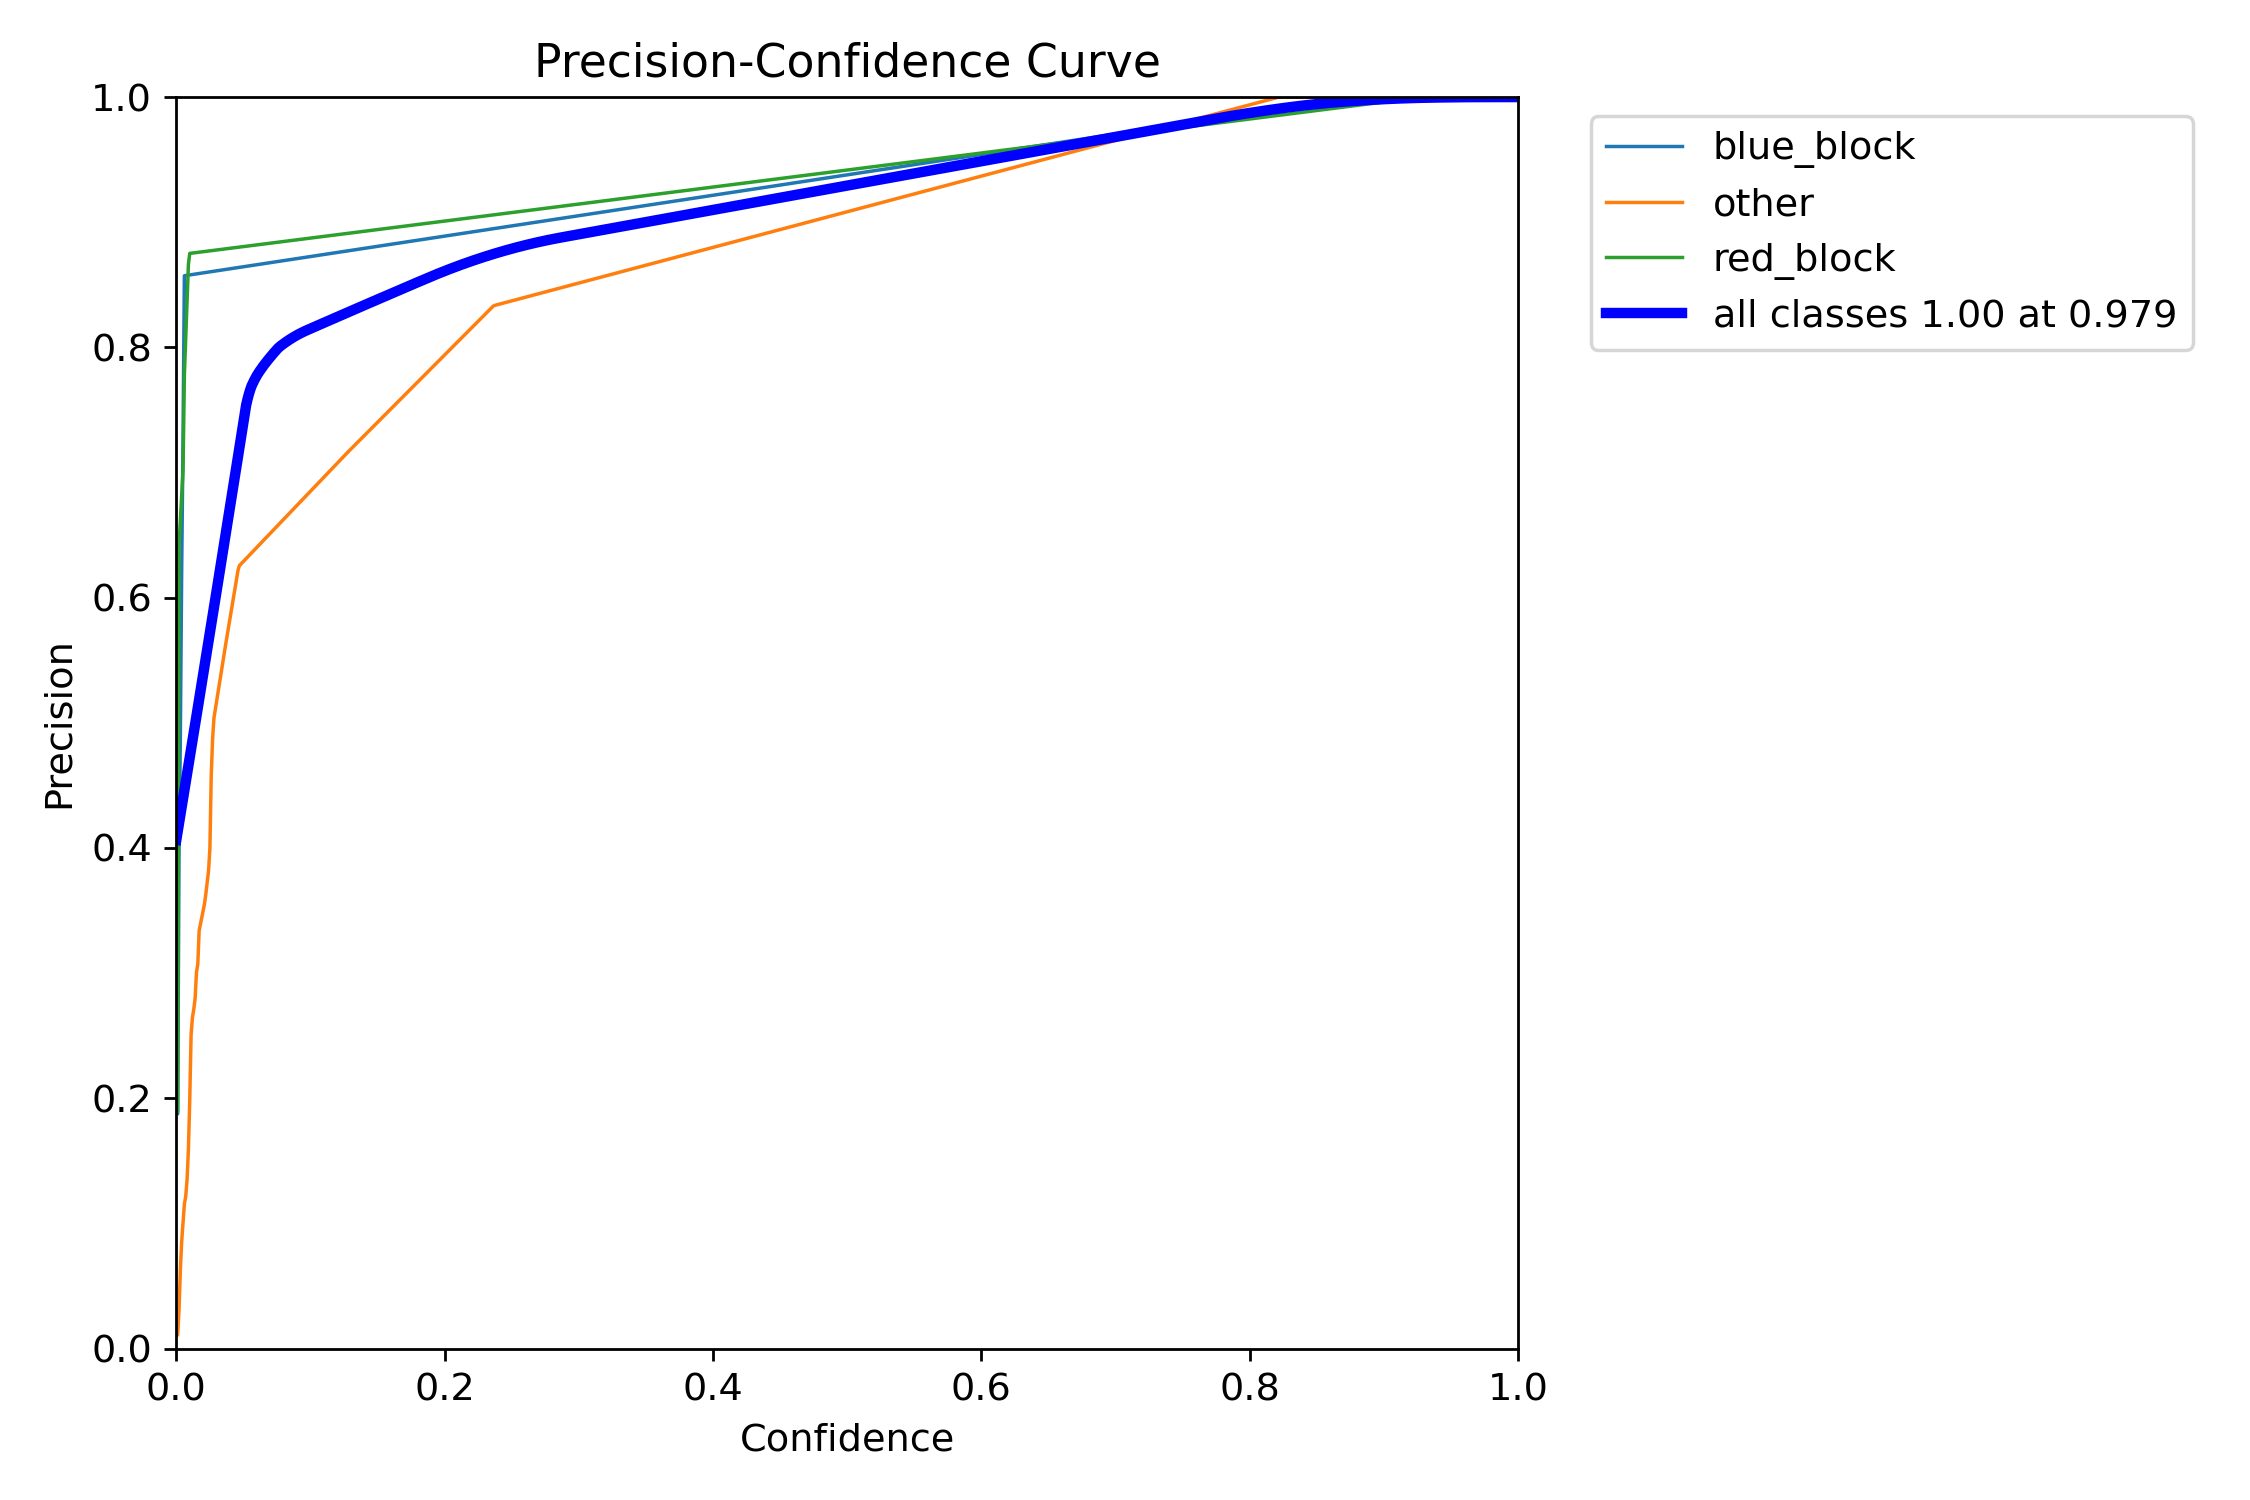 Precision-Confidence Curve
1.0
0.8
0.6
0.4
0.2
0.0
Precision
0.0 0.2 0.4 0.6 0.8 1.0
Confidence
blue_block
other
red_block
all classes 1.00 at 0.979